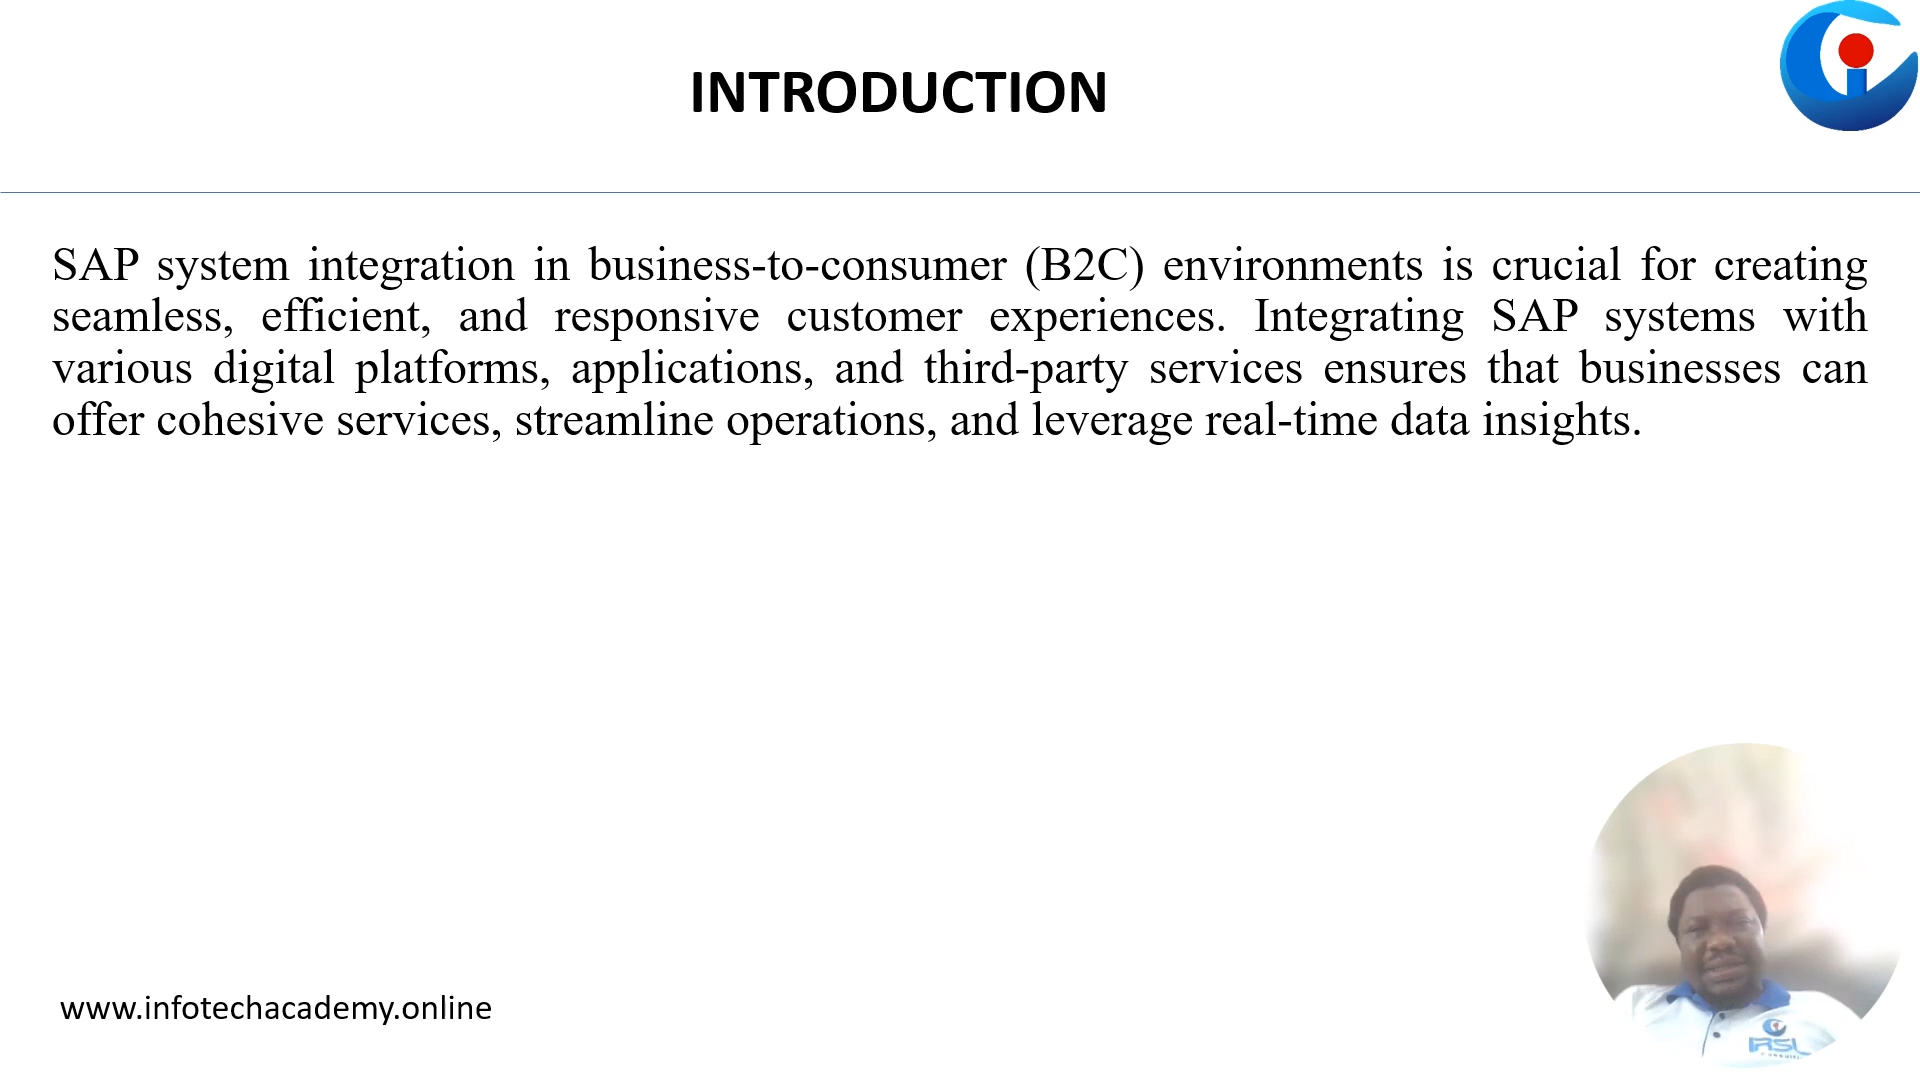 INTRODUCTION
SAP system integration in business-to-consumer (B2C) environments is crucial for creating
seamless, efficient, and responsive customer experiences. Integrating SAP systems with
various digital platforms, applications, and third-party services ensures that businesses can
offer cohesive services, streamline operations, and leverage real-time data insights.
www.infotechacademy.online
IRSL